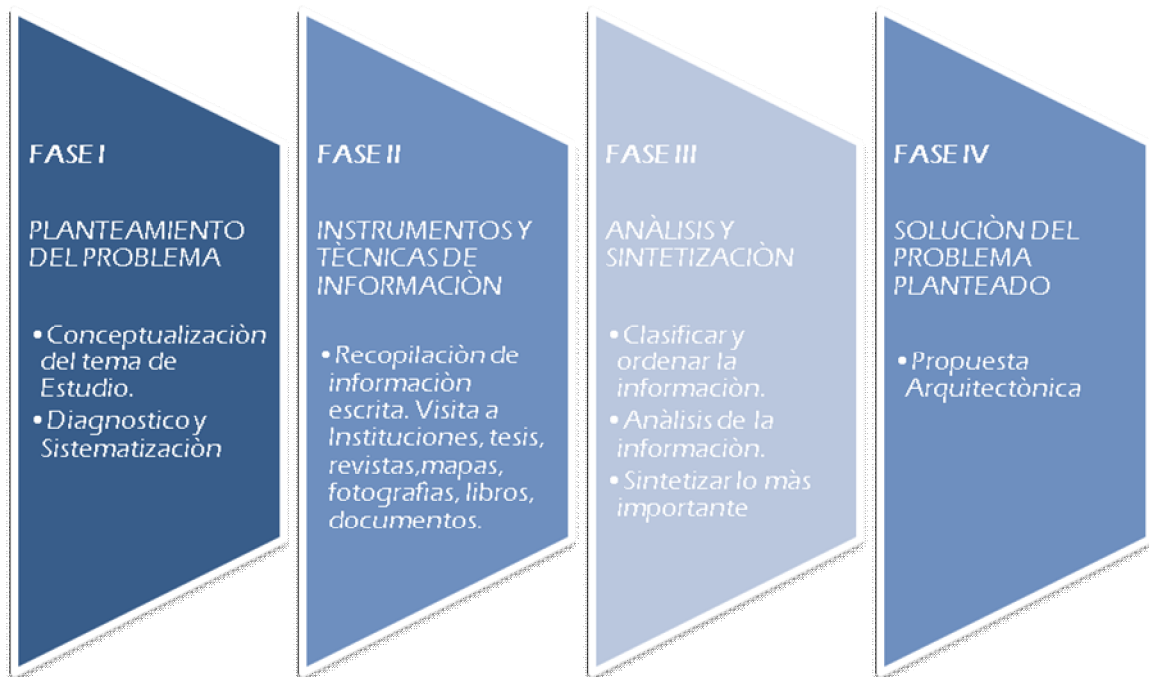 FASE I
PLANTEAMIENTO
DEL PROBLEMA
• Conceptualizaciòn
del tema de
Estudio.
• Diagnostico y
Sistematizaciòn
FASE II
INSTRUMENTOS Y
TÈCNICAS DE
INFORMACIÒN
• Recopilaciòn de
informaciòn
escrita. Visita a
Instituciones, tesis,
revistas,mapas,
fotografìas, libros,
documentos.
FASE III
ANÀLISIS Y
SINTETIZACIÒN
• Clasificar y
ordenar la
informaciòn.
• Anàlisis de la
informaciòn.
• Sintetizar lo màs
importante
FASE IV
SOLUCIÒN DEL
PROBLEMA
PLANTEADO
• Propuesta
Arquitectònica